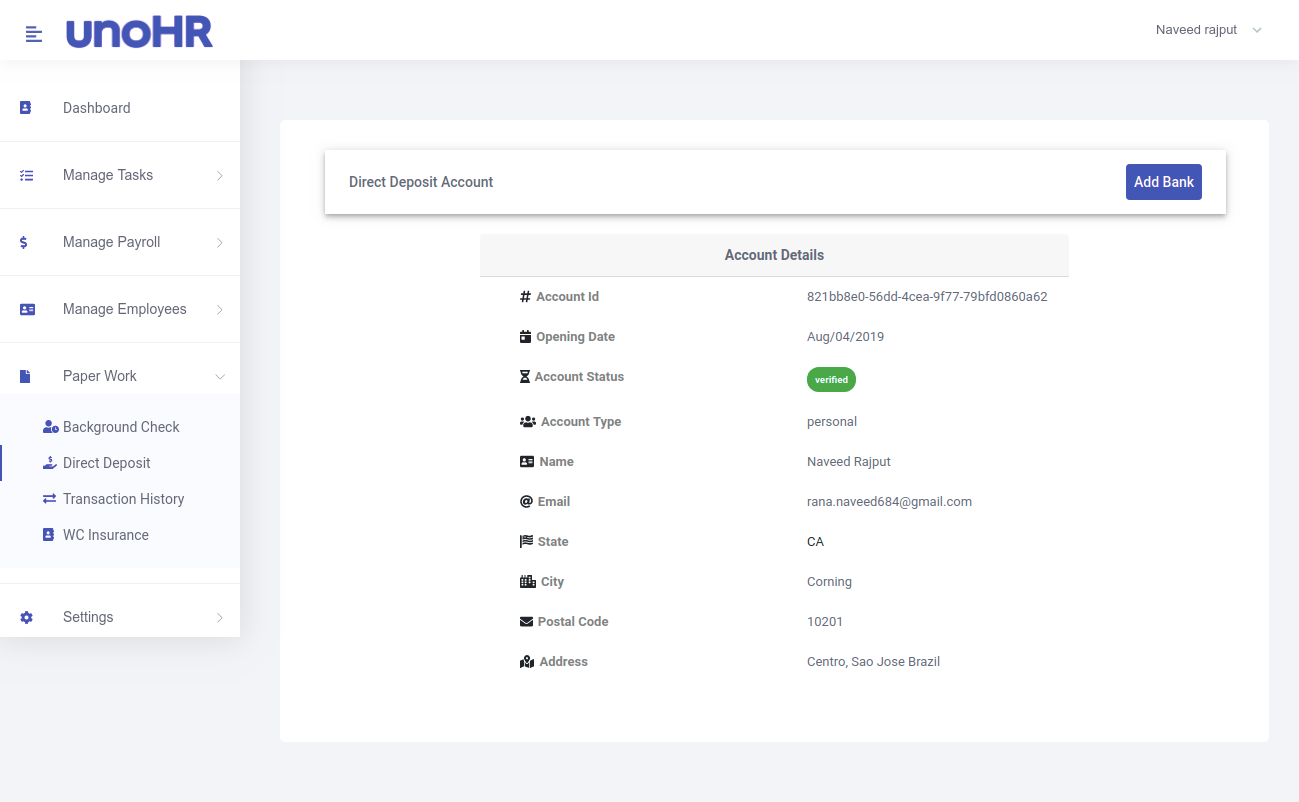 unoHR
Naveed rajput
Dashboard
Manage Tasks
Manage Payroll
Manage Employees
Paper Work
Background Check
Direct Deposit
Transaction History
WC Insurance
Settings
Direct Deposit Account
Add Bank
Account Details
Account Id 821bb8e0-56dd-4cea-9f77-79bfd0860a62
Opening Date Aug/04/2019
Account Status verified
Account Type personal
Name Naveed Rajput
Email rana.naveed684@gmail.com
State CA
City Corning
Postal Code 10201
Address Centro, Sao Jose Brazil